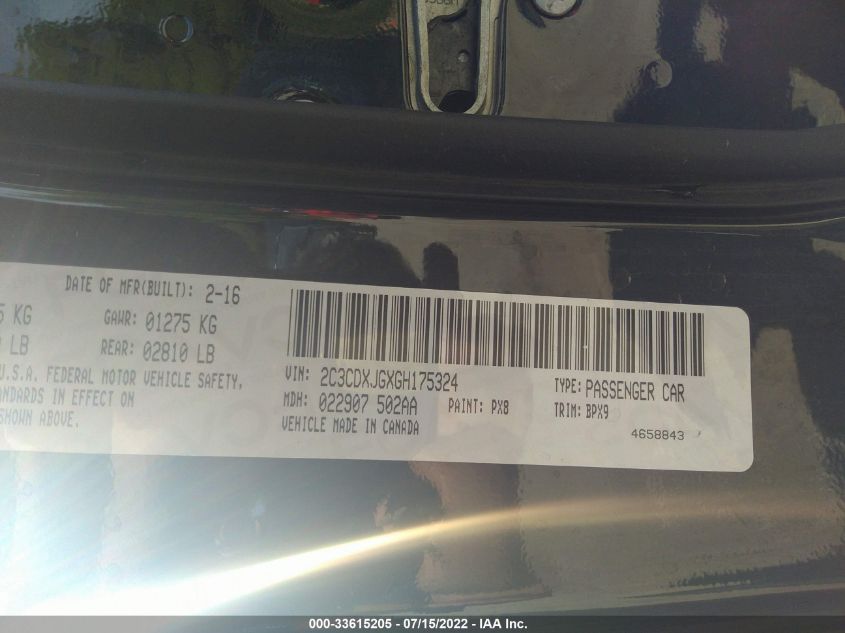 DATE OF MFR(BUILT): 2-16
KG GAWR: 01275 KG
LB REAR: 02810 LB
U.S.A. FEDERAL MOTOR VEHICLE SAFETY,
IN EFFECT ON
SHOWN ABOVE.
VIN: 2C3CDXJGXGH175324 TYPE: PASSENGER CAR
MDH: 022907 502AA PAINT: PX8 TRIM: BPX9
VEHICLE MADE IN CANADA 4658843
000-33615205 - 07/15/2022 - IAA Inc.